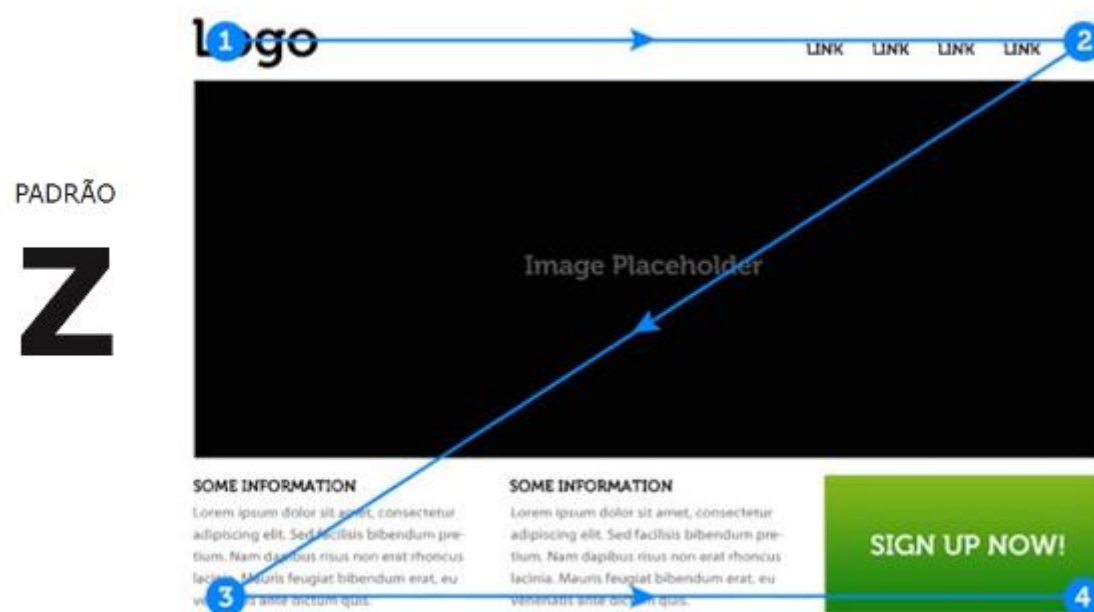 PADRÃO
Z
Logo
1
2
LINK LINK LINK LINK
Image Placeholder
SOME INFORMATION
Lorem ipsum dolor sit amet, consectetur
adipiscing elit. Sed facilisis bibendum pre-
tium. Nam dapibus risus non erat rhoncus
lacinia. Mauris feugiat bibendum erat, eu
ante dictum quis.
3
SOME INFORMATION
Lorem ipsum dolor sit amet, consectetur
adipiscing elit. Sed facilisis bibendum pre-
tium. Nam dapibus risus non erat rhoncus
lacinia. Mauris feugiat bibendum erat, eu
venenatis ante dictum quis.
SIGN UP NOW!
4